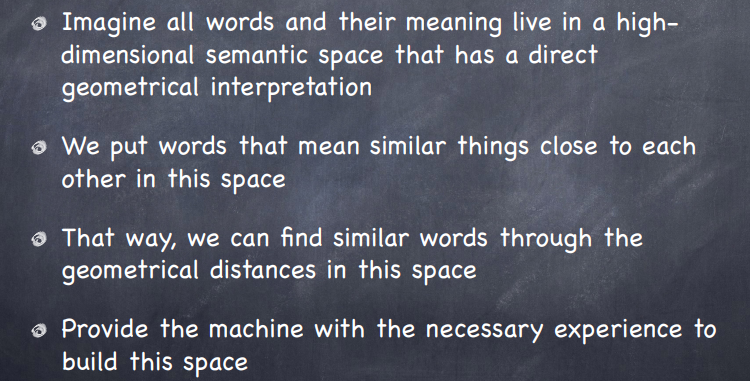 Imagine all words and their meaning live in a high-
dimensional semantic space that has a direct
geometrical interpretation
We put words that mean similar things close to each
other in this space
That way, we can find similar words through the
geometrical distances in this space
Provide the machine with the necessary experience to
build this space